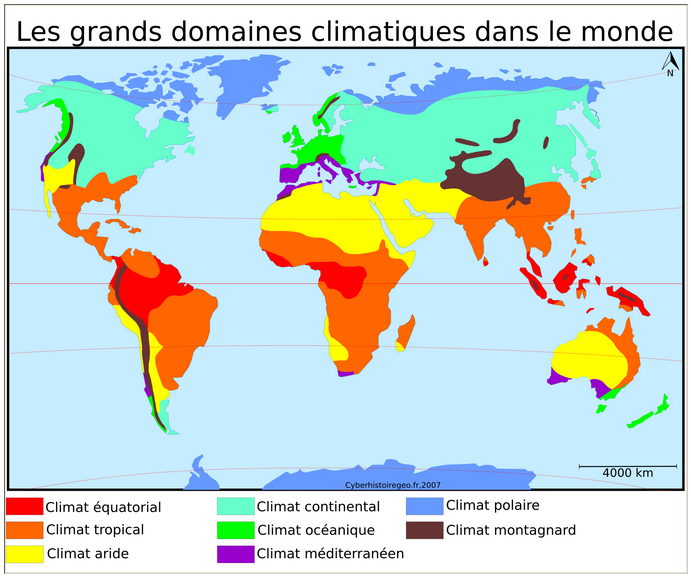 Les grands domaines climatiques dans le monde
N
4000 km
Cyberhistoiregeo.fr,2007
Climat équatorial
Climat continental
Climat polaire
Climat tropical
Climat océanique
Climat montagnard
Climat aride
Climat méditerranéen